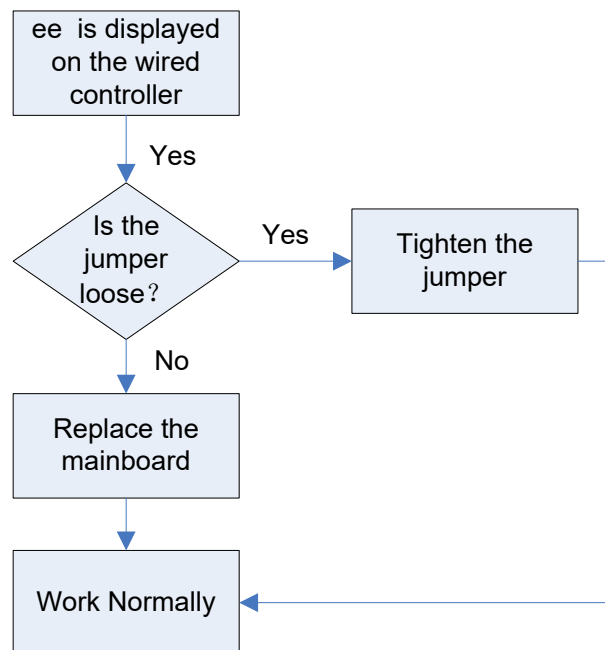 ee is displayed
on the wired
controller
Yes
Is the
jumper
loose？
Yes
Tighten the
jumper
No
Replace the
mainboard
Work Normally